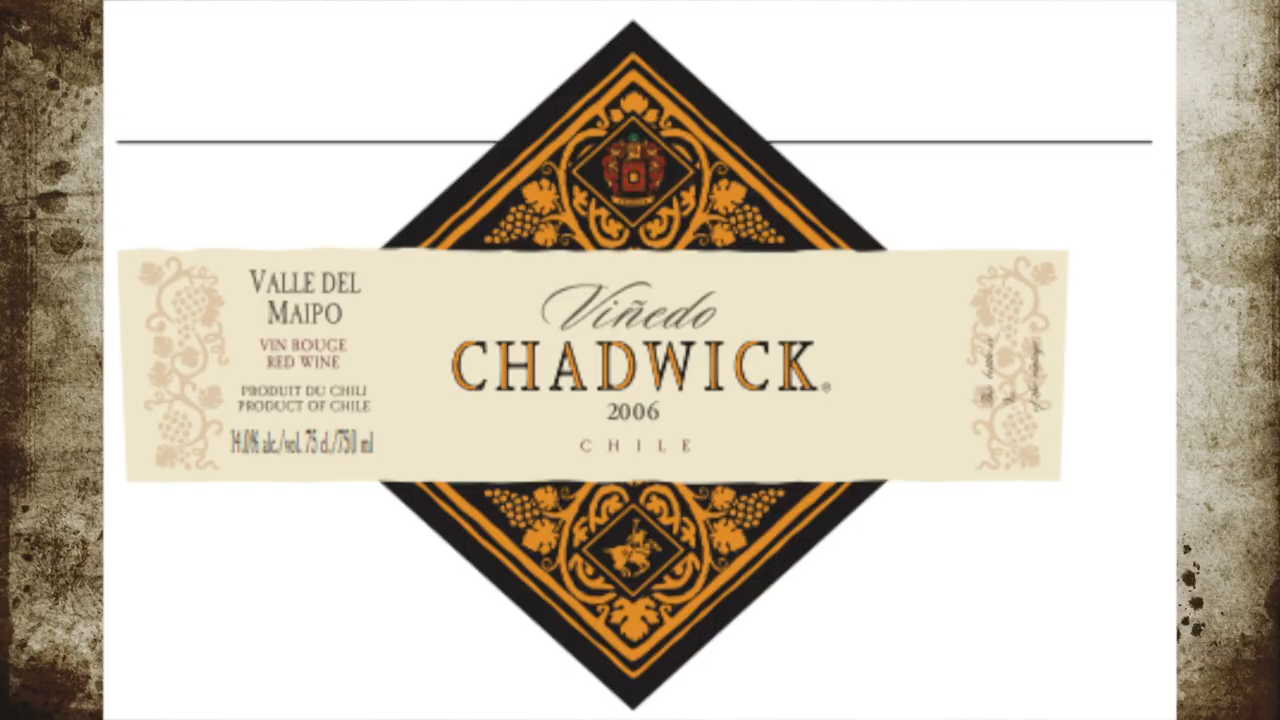 VALLE DEL
MAIPO
VIN ROUGE
RED WINE
PRODUIT DU CHILI
PRODUCT OF CHILE
14.0% alc./vol. 75 cl./750 ml
Viñedo
CHADWICK®
2006
CHILE